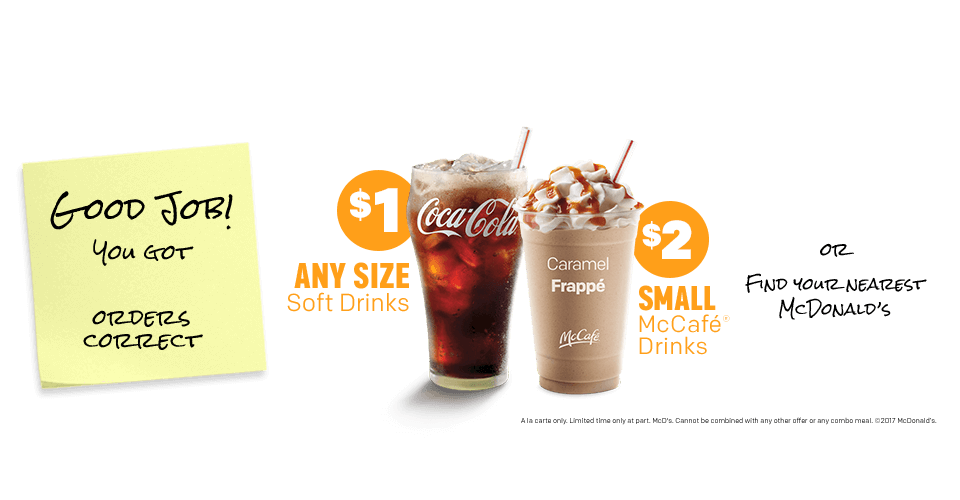 Good Job!
You got
orders
correct
$1
ANY SIZE
Soft Drinks
Coca-Cola
Caramel
Frappé
McCafé
$2
SMALL
McCafé®
Drinks
or
Find your nearest
McDonald's
A la carte only. Limited time only at part. McD's. Cannot be combined with any other offer or any combo meal. ©2017 McDonald's.